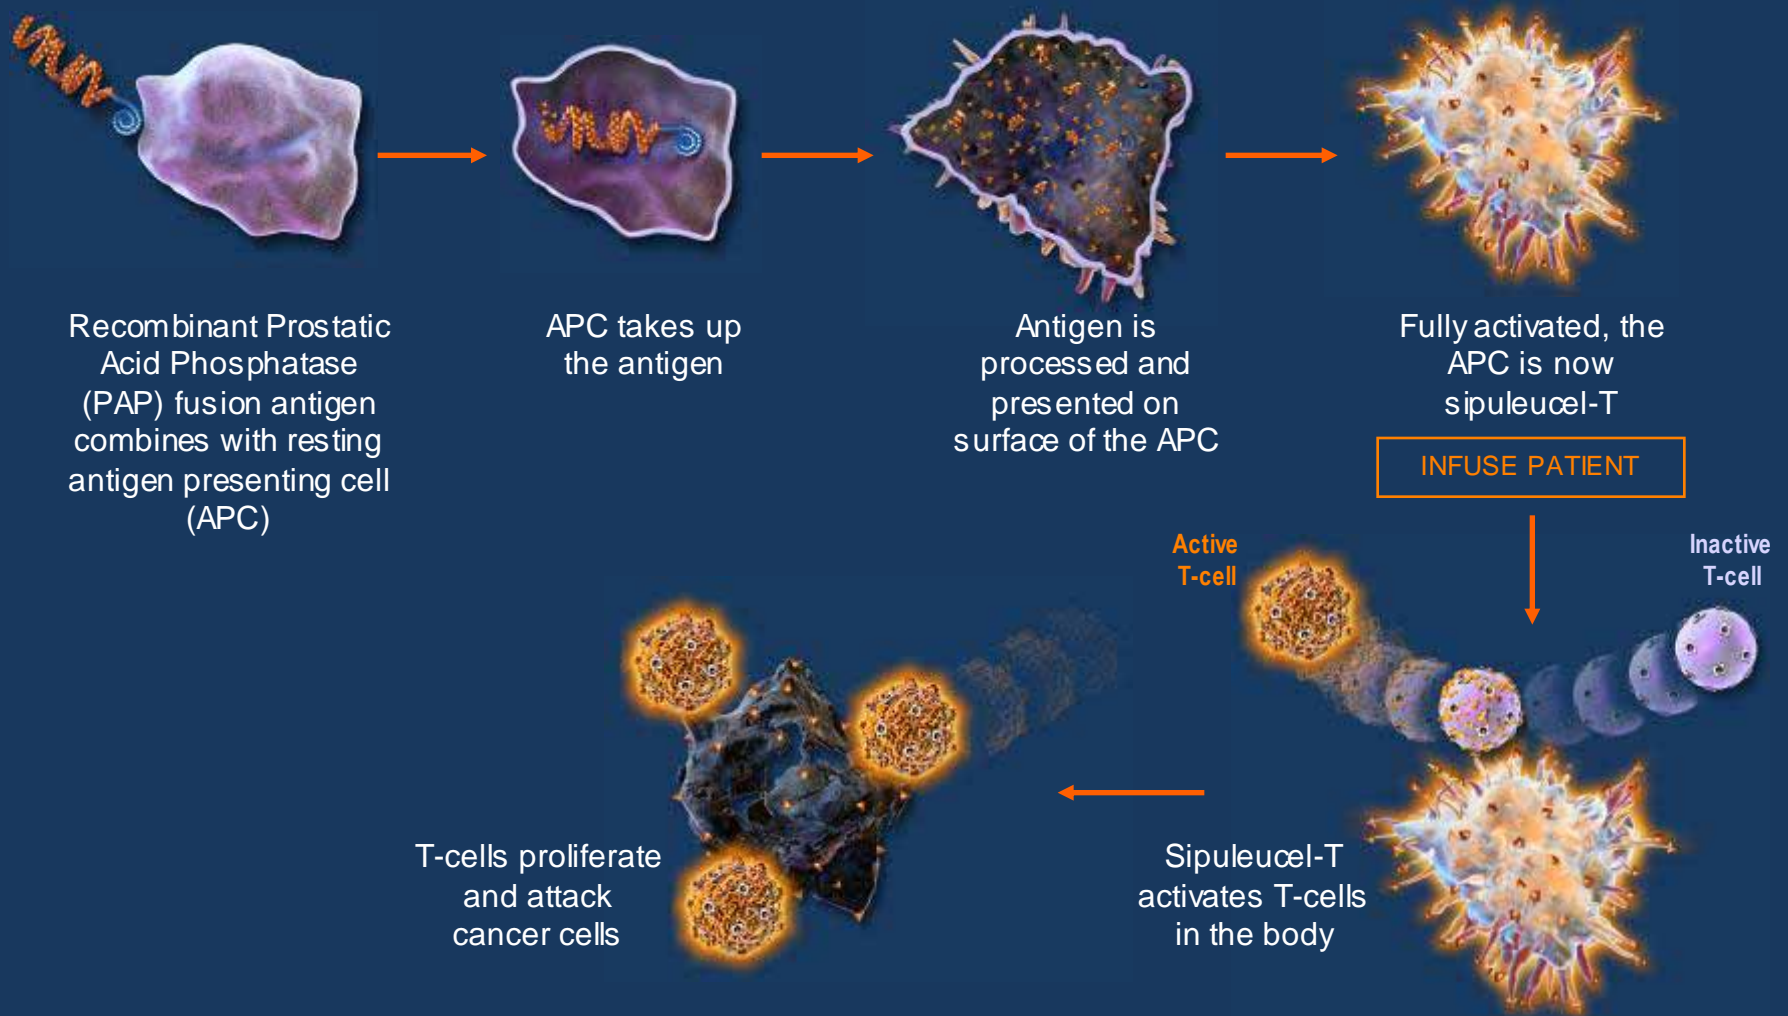 Recombinant Prostatic
Acid Phosphatase
(PAP) fusion antigen
combines with resting
antigen presenting cell
(APC)
APC takes up
the antigen
Antigen is
processed and
presented on
surface of the APC
Fully activated, the
APC is now
sipuleucel-T
INFUSE PATIENT
Active
T-cell
Inactive
T-cell
Sipuleucel-T
activates T-cells
in the body
T-cells proliferate
and attack
cancer cells